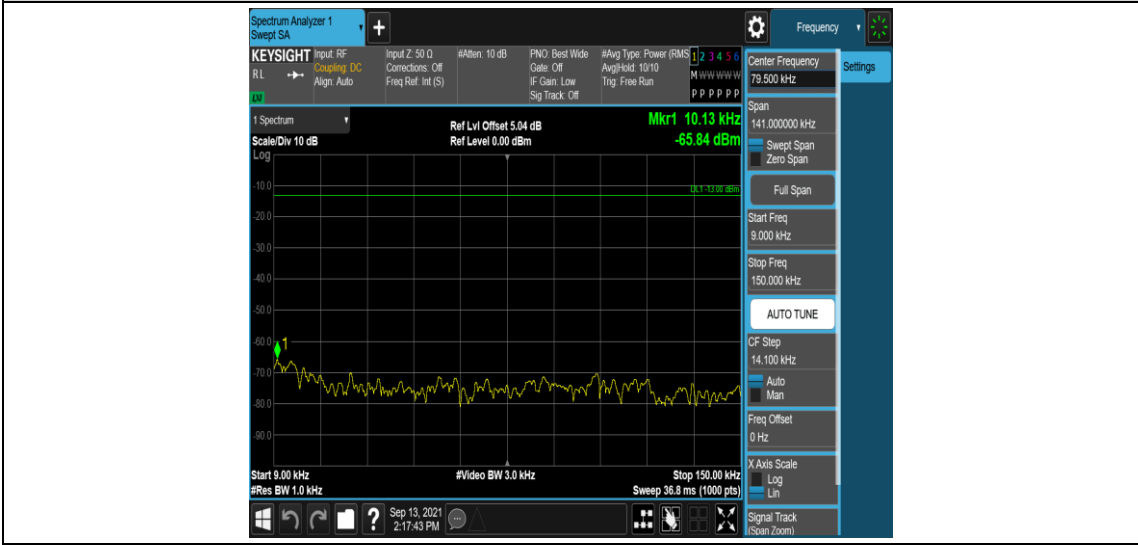 Spectrum Analyzer 1
Swept SA
+
Frequency
KEYSIGHT
Input: RF
Input Z: 50 Ω
#Atten: 10 dB
PNO: Best Wide
#Avg Type: Power (RMS
1 2 3 4 5 6
RL
Coupling: DC
Corrections: Off
Gate: Off
Avg|Hold: 10/10
M W W W W W
Align: Auto
Freq Ref: Int (S)
IF Gain: Low
Trig: Free Run
Sig Track: Off
P P P P P P
LM
1 Spectrum
Ref Lvl Offset 5.04 dB
Mkr1 10.13 kHz
Scale/Div 10 dB
Ref Level 0.00 dBm
-65.84 dBm
Log
DL1 -13.00 dBm
-10.0
-20.0
-30.0
-40.0
-50.0
-60.0
1
-70.0
-80.0
-90.0
Start 9.00 kHz
#Video BW 3.0 kHz
Stop 150.00 kHz
#Res BW 1.0 kHz
Sweep 36.8 ms (1000 pts)
?
Sep 13, 2021
2:17:43 PM
Center Frequency
79.500 kHz
Settings
Span
141.000000 kHz
Swept Span
Zero Span
Full Span
Start Freq
9.000 kHz
Stop Freq
150.000 kHz
AUTO TUNE
CF Step
14.100 kHz
Auto
Man
Freq Offset
0 Hz
X Axis Scale
Log
Lin
Signal Track
(Span Zoom)